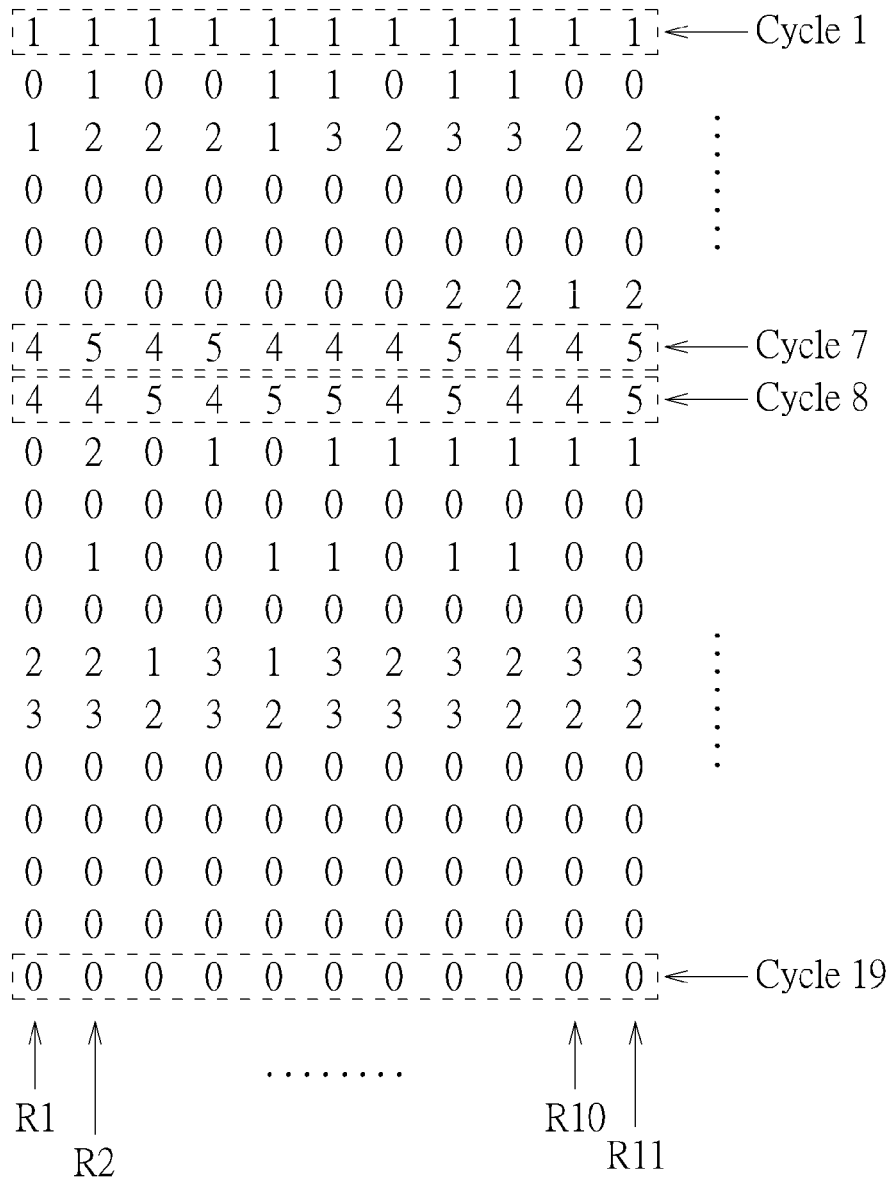 1 1 1 1 1 1 1 1 1 1 1 Cycle 1
0 1 0 0 1 1 0 1 1 0 0
1 2 2 2 1 3 2 3 3 2 2
0 0 0 0 0 0 0 0 0 0 0
0 0 0 0 0 0 0 0 0 0 0
0 0 0 0 0 0 0 2 2 1 2
4 5 4 5 4 4 4 5 4 4 5 Cycle 7
4 4 5 4 5 5 4 5 4 4 5 Cycle 8
0 2 0 1 0 1 1 1 1 1 1
0 0 0 0 0 0 0 0 0 0 0
0 1 0 0 1 1 0 1 1 0 0
0 0 0 0 0 0 0 0 0 0 0
2 2 1 3 1 3 2 3 2 3 3
3 3 2 3 2 3 3 3 2 2 2
0 0 0 0 0 0 0 0 0 0 0
0 0 0 0 0 0 0 0 0 0 0
0 0 0 0 0 0 0 0 0 0 0
0 0 0 0 0 0 0 0 0 0 0
0 0 0 0 0 0 0 0 0 0 0 Cycle 19
R1 R10
R2 R11